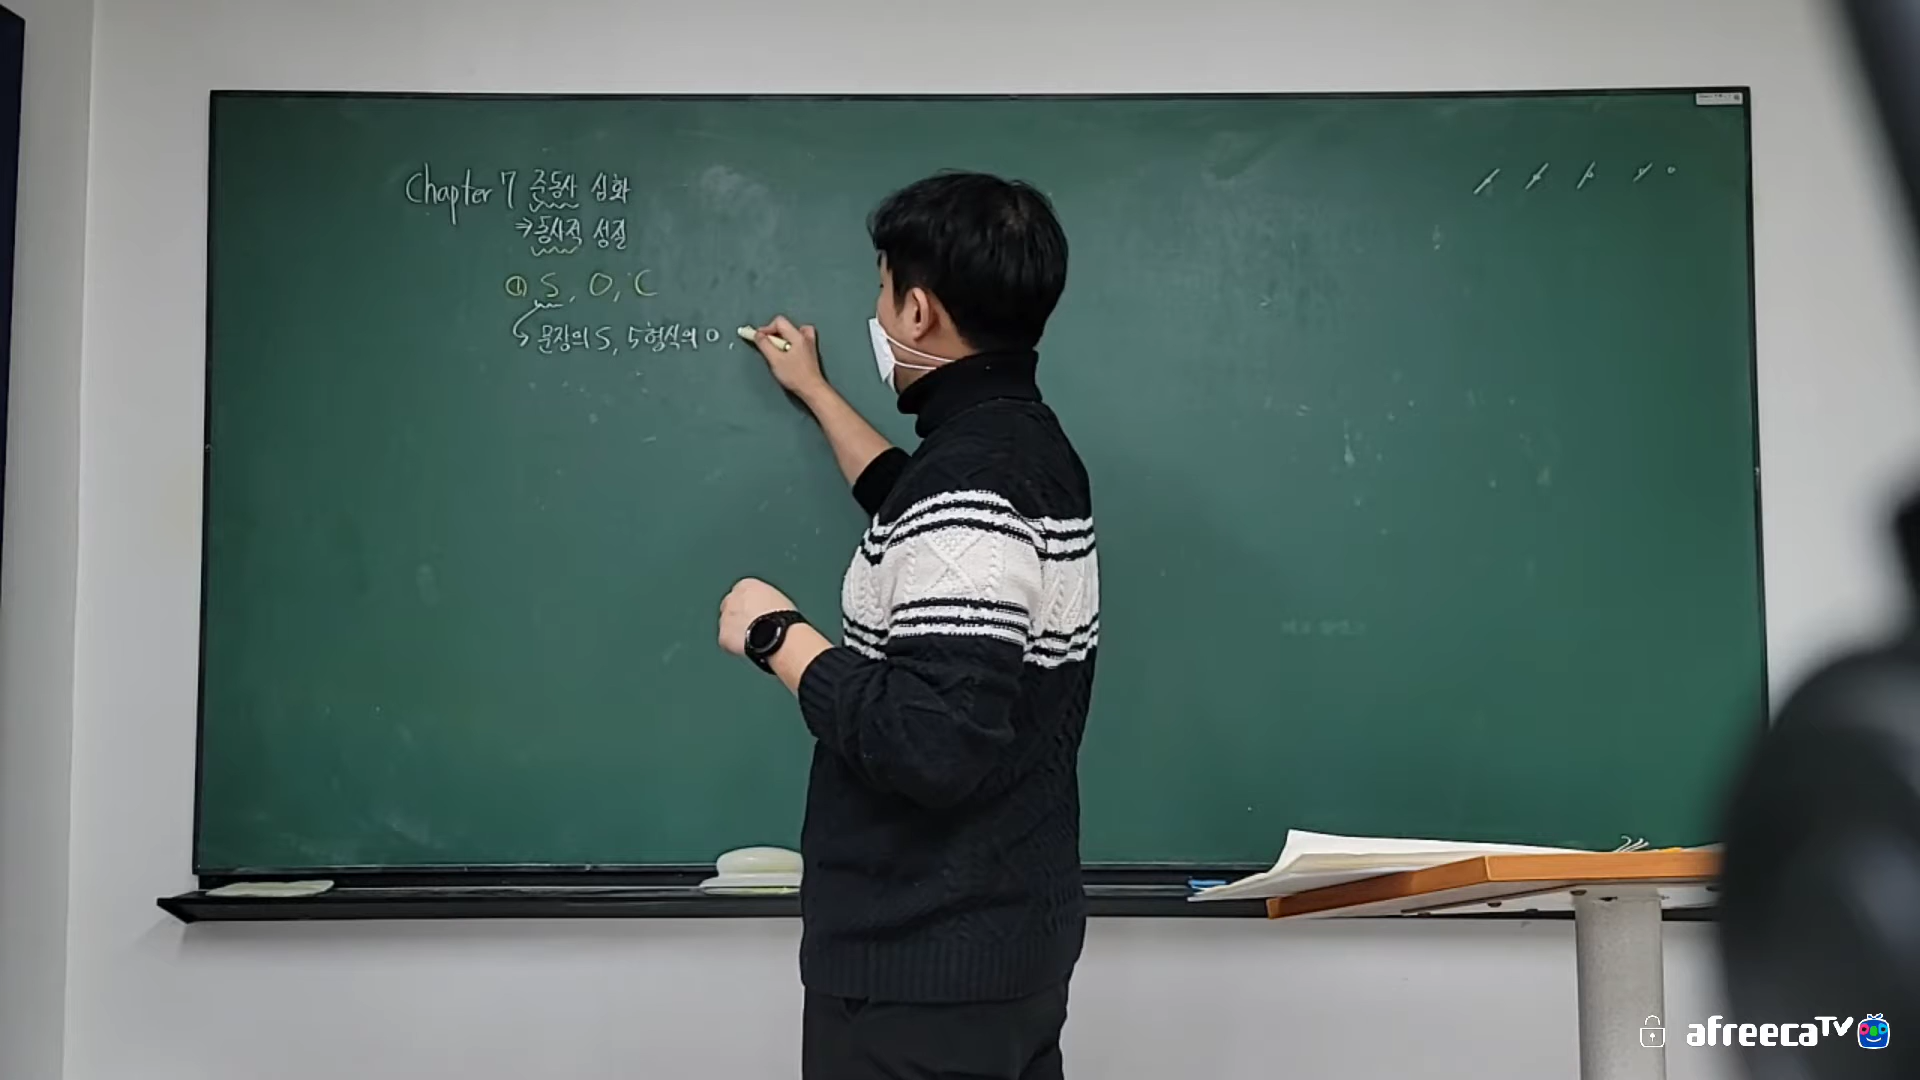 Chapter 7 준동사 심화
⇒동사적 성질
① S, O, C
↳ 문장의 S, 5형식의 O,
afreecaTV